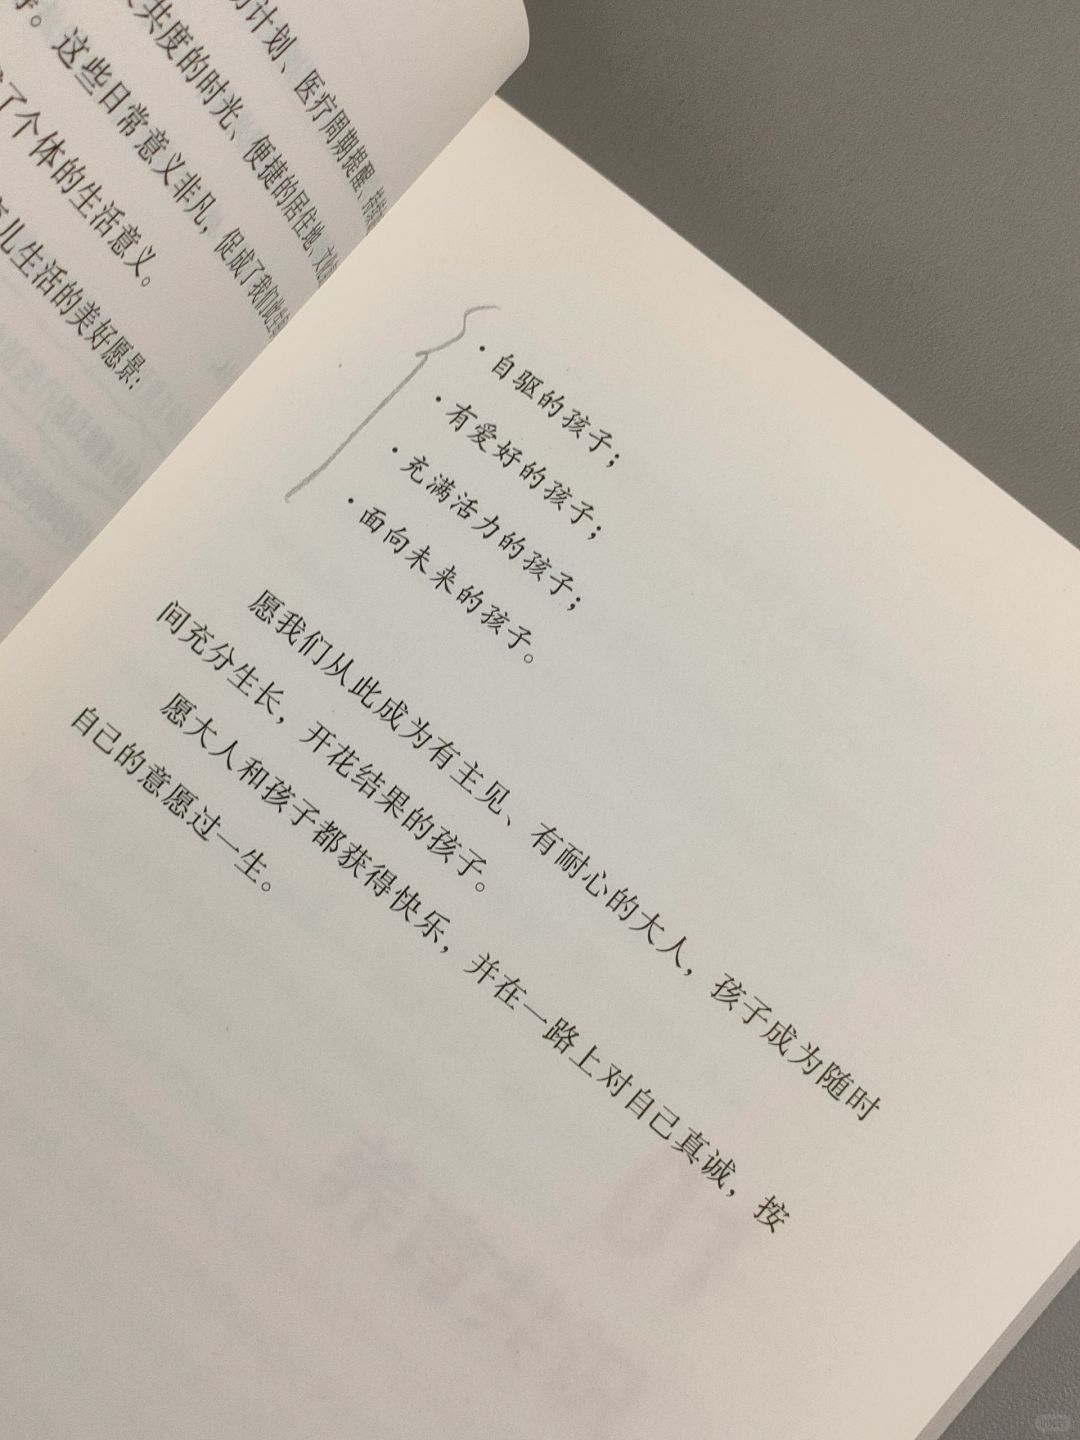 计划、医疗周期提醒、
共度的时光、便捷的居住地、
。这些日常意义非凡，促成了我们
了个体的生活意义。
儿生活的美好愿景：
·自驱的孩子；
·有爱好的孩子；
·充满活力的孩子；
·面向未来的孩子。
愿我们从此成为有主见、有耐心的大人，孩子成为随时
间充分生长，开花结果的孩子。
愿大人和孩子都获得快乐，并在一路上对自己真诚，按
自己的意愿过一生。